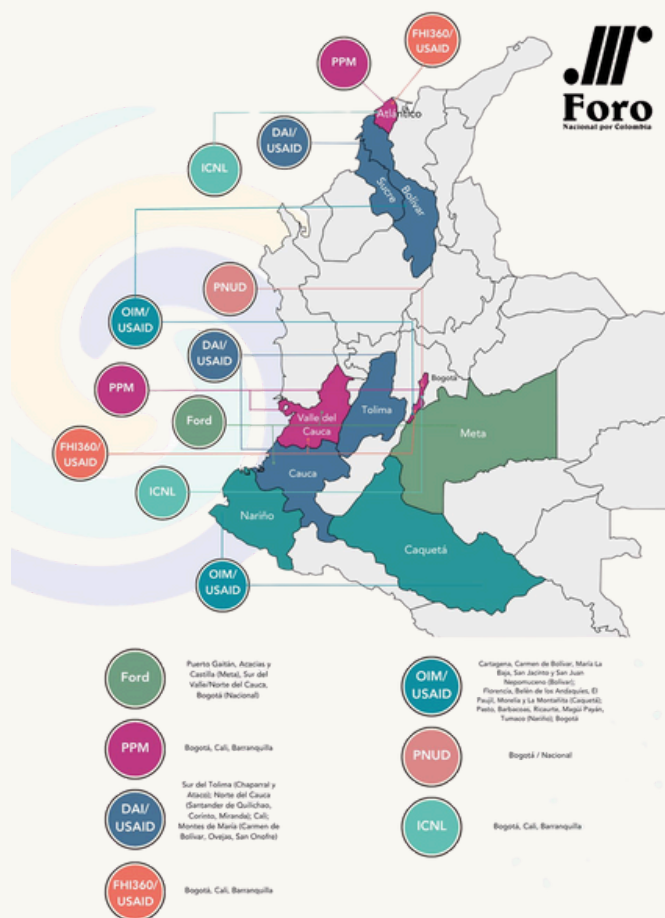 FHI360/
USAID
PPM
Foro
Nacional por Colombia
Atlántico
DAI/
USAID
ICNL
Sucre
Bolívar
PNUD
OIM/
USAID
DAI/
USAID
Bogotá
PPM
Tolima
Valle del
Cauca
Ford
Meta
FHI360/
USAID
Cauca
ICNL
Nariño
Caquetá
OIM/
USAID
Ford
Puerto Gaitán, Acacias y
Castilla (Meta), Sur del
Valle/Norte del Cauca,
Bogotá (Nacional)
PPM
Bogotá, Cali, Barranquilla
DAI/
USAID
Sur del Tolima (Chaparral y
Ataco); Norte del Cauca
(Santander de Quilichao,
Corinto, Miranda); Cali;
Montes de María (Carmen de
Bolívar, Ovejas, San Onofre)
FHI360/
USAID
Bogotá, Cali, Barranquilla
OIM/
USAID
Cartagena, Carmen de Bolívar, María La
Baja, San Jacinto y San Juan
Nepomuceno (Bolívar);
Florencia, Belén de los Andaquíes, El
Paujíl, Morelia y La Montañita (Caquetá);
Pasto, Barbacoas, Ricaurte, Magüi Payán,
Tumaco (Nariño); Bogotá
PNUD
Bogotá / Nacional
ICNL
Bogotá, Cali, Barranquilla